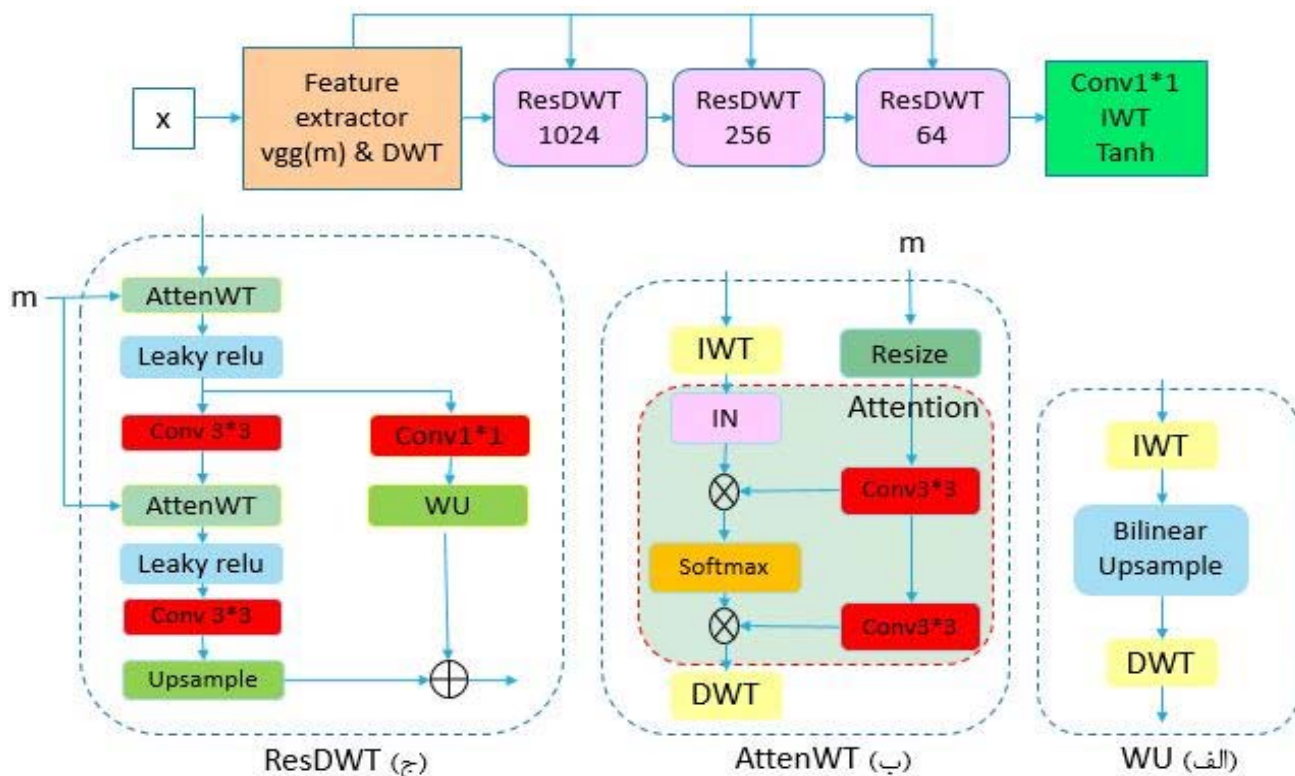 x
Feature
extractor
vgg(m) & DWT
ResDWT
1024
ResDWT
256
ResDWT
64
Conv1*1
IWT
Tanh
m
AttenWT
Leaky relu
Conv 3*3
Conv1*1
AttenWT
WU
Leaky relu
Conv 3*3
Upsample
ResDWT (ج)
m
IWT
Resize
Attention
IN
Conv3*3
Softmax
Conv3*3
DWT
AttenWT (ب)
IWT
Bilinear
Upsample
DWT
WU (الف)